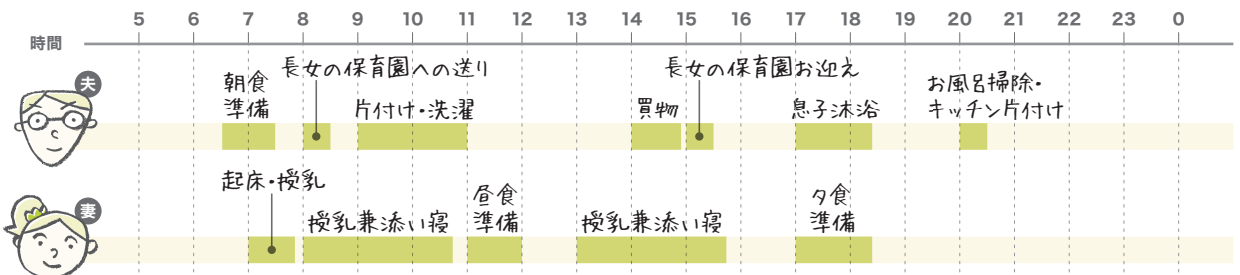 5 6 7 8 9 10 11 12 13 14 15 16 17 18 19 20 21 22 23 0
時間
夫
朝食
準備
長女の保育園への送り
片付け・洗濯
買物
長女の保育園お迎え
息子沐浴
お風呂掃除・
キッチン片付け
妻
起床・授乳
授乳兼添い寝
昼食
準備
授乳兼添い寝
夕食
準備